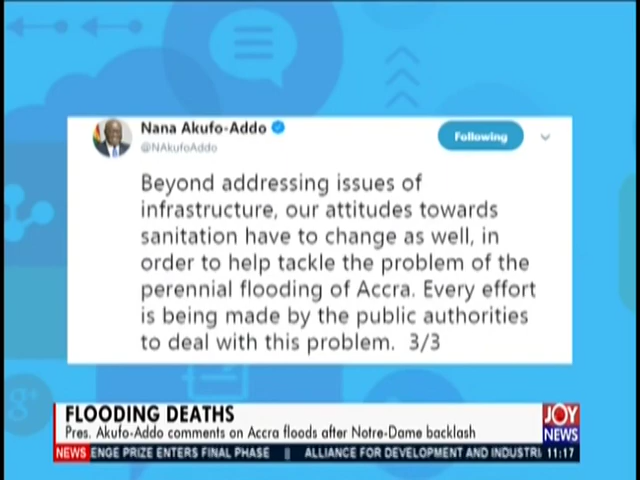 Nana Akufo-Addo
@NAkufoAddo
Following
Beyond addressing issues of
infrastructure, our attitudes towards
sanitation have to change as well, in
order to help tackle the problem of the
perennial flooding of Accra. Every effort
is being made by the public authorities
to deal with this problem. 3/3
FLOODING DEATHS
Pres. Akufo-Addo comments on Accra floods after Notre-Dame backlash
JOY
NEWS
NEWS ENGE PRIZE ENTERS FINAL PHASE || ALLIANCE FOR DEVELOPMENT AND INDUSTRI 11:17
g+